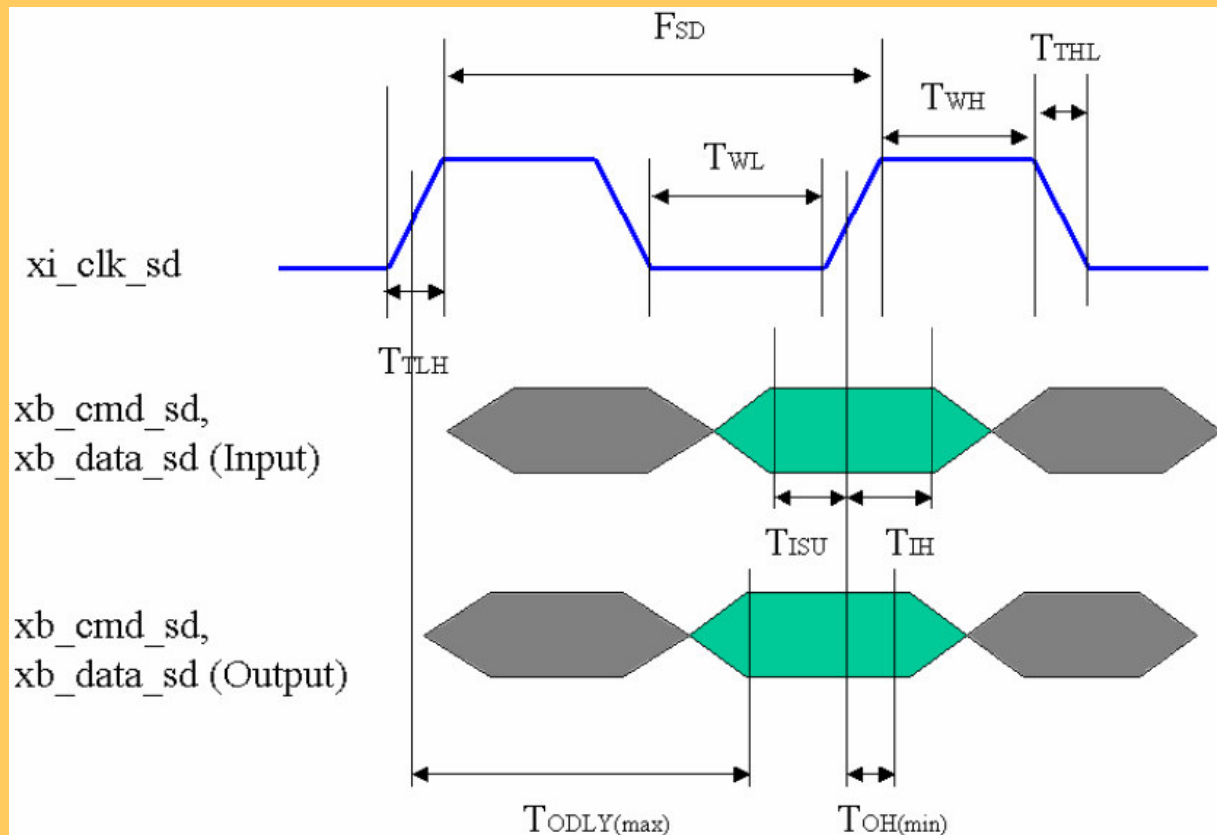 FSD
TTHL
TWH
TWL
xi_clk_sd
TTLH
xb_cmd_sd,
xb_data_sd (Input)
TISU
TIH
xb_cmd_sd,
xb_data_sd (Output)
TODLY(max)
TOH(min)